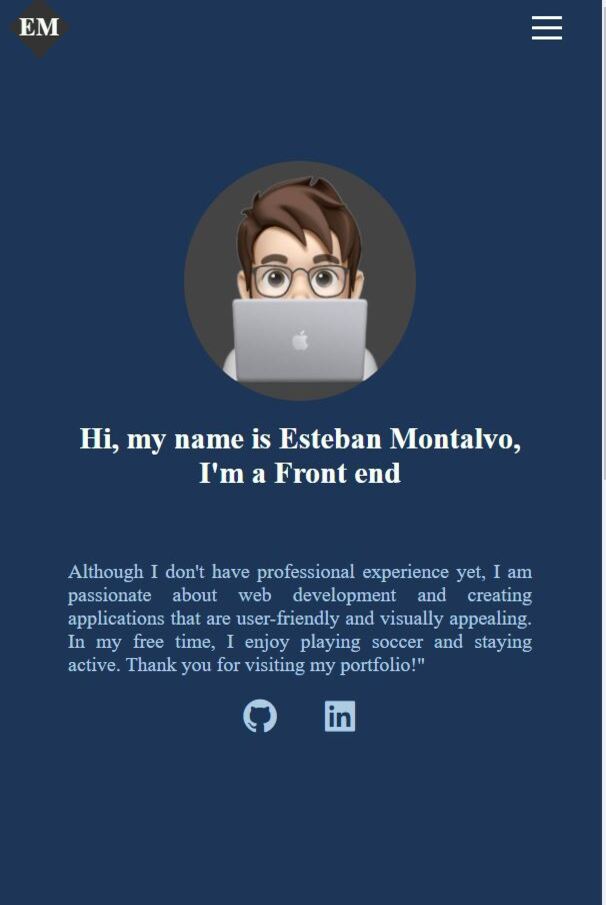 EM
Hi, my name is Esteban Montalvo,
I'm a Front end
Although I don't have professional experience yet, I am
passionate about web development and creating
applications that are user-friendly and visually appealing.
In my free time, I enjoy playing soccer and staying
active. Thank you for visiting my portfolio!"
in